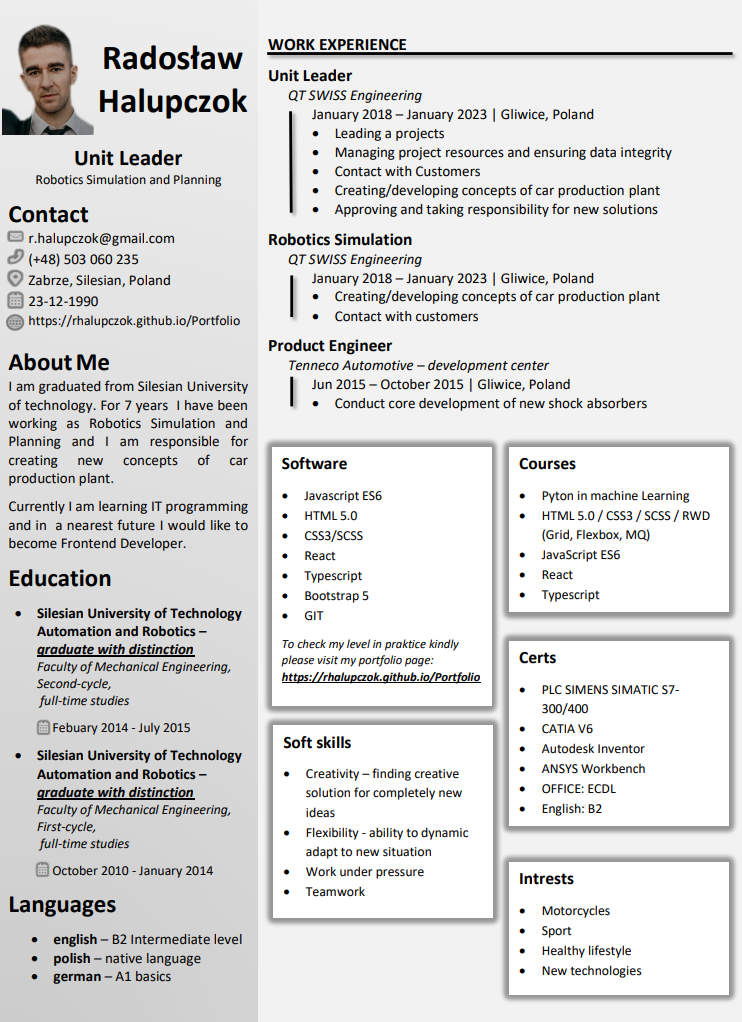 Radosław
Halupczok
Unit Leader
Robotics Simulation and Planning
Contact
r.halupczok@gmail.com
(+48) 503 060 235
Zabrze, Silesian, Poland
23-12-1990
https://rhalupczok.github.io/Portfolio
About Me
I am graduated from Silesian University
of technology. For 7 years I have been
working as Robotics Simulation and
Planning and I am responsible for
creating new concepts of car
production plant.
Currently I am learning IT programming
and in a nearest future I would like to
become Frontend Developer.
Education
• Silesian University of Technology
Automation and Robotics –
graduate with distinction
Faculty of Mechanical Engineering,
Second-cycle,
full-time studies
Febuary 2014 - July 2015
• Silesian University of Technology
Automation and Robotics –
graduate with distinction
Faculty of Mechanical Engineering,
First-cycle,
full-time studies
October 2010 - January 2014
Languages
• english – B2 Intermediate level
• polish – native language
• german – A1 basics
WORK EXPERIENCE
Unit Leader
QT SWISS Engineering
January 2018 – January 2023 | Gliwice, Poland
• Leading a projects
• Managing project resources and ensuring data integrity
• Contact with Customers
• Creating/developing concepts of car production plant
• Approving and taking responsibility for new solutions
Robotics Simulation
QT SWISS Engineering
January 2018 – January 2023 | Gliwice, Poland
• Creating/developing concepts of car production plant
• Contact with customers
Product Engineer
Tenneco Automotive – development center
Jun 2015 – October 2015 | Gliwice, Poland
• Conduct core development of new shock absorbers
Software
• Javascript ES6
• HTML 5.0
• CSS3/SCSS
• React
• Typescript
• Bootstrap 5
• GIT
To check my level in praktice kindly
please visit my portfolio page:
https://rhalupczok.github.io/Portfolio
Soft skills
• Creativity – finding creative
solution for completely new
ideas
• Flexibility - ability to dynamic
adapt to new situation
• Work under pressure
• Teamwork
Courses
• Pyton in machine Learning
• HTML 5.0 / CSS3 / SCSS / RWD
(Grid, Flexbox, MQ)
• JavaScript ES6
• React
• Typescript
Certs
• PLC SIMENS SIMATIC S7-
300/400
• CATIA V6
• Autodesk Inventor
• ANSYS Workbench
• OFFICE: ECDL
• English: B2
Intrests
• Motorcycles
• Sport
• Healthy lifestyle
• New technologies